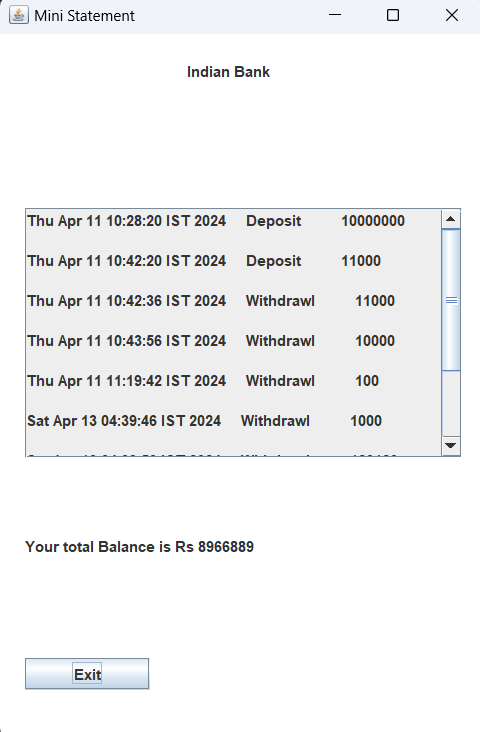 Mini Statement
Indian Bank
Thu Apr 11 10:28:20 IST 2024 Deposit 10000000
Thu Apr 11 10:42:20 IST 2024 Deposit 11000
Thu Apr 11 10:42:36 IST 2024 Withdrawl 11000
Thu Apr 11 10:43:56 IST 2024 Withdrawl 10000
Thu Apr 11 11:19:42 IST 2024 Withdrawl 100
Sat Apr 13 04:39:46 IST 2024 Withdrawl 1000
Your total Balance is Rs 8966889
Exit